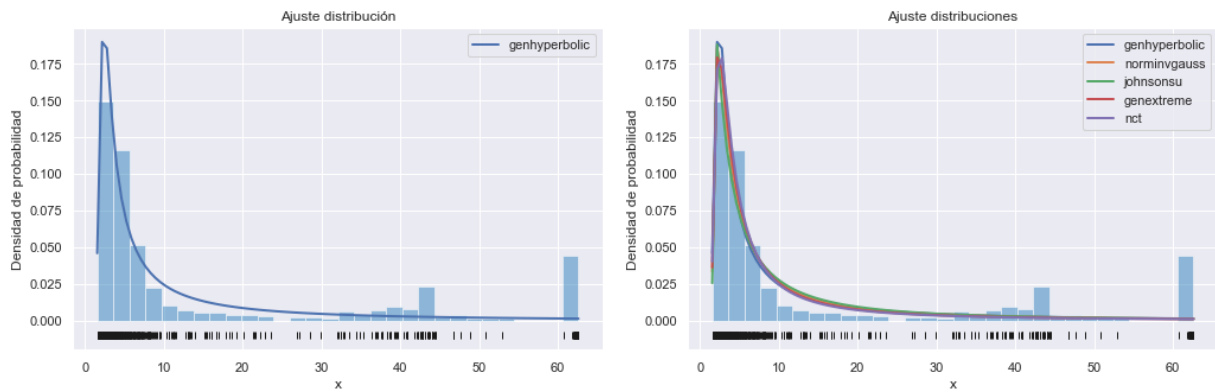 Ajuste distribución
genhyperbolic
Densidad de probabilidad
0.175
0.150
0.125
0.100
0.075
0.050
0.025
0.000
0 10 20 30 40 50 60
x
Ajuste distribuciones
genhyperbolic
norminvgauss
johnsonsu
genextreme
nct
Densidad de probabilidad
0.175
0.150
0.125
0.100
0.075
0.050
0.025
0.000
0 10 20 30 40 50 60
x